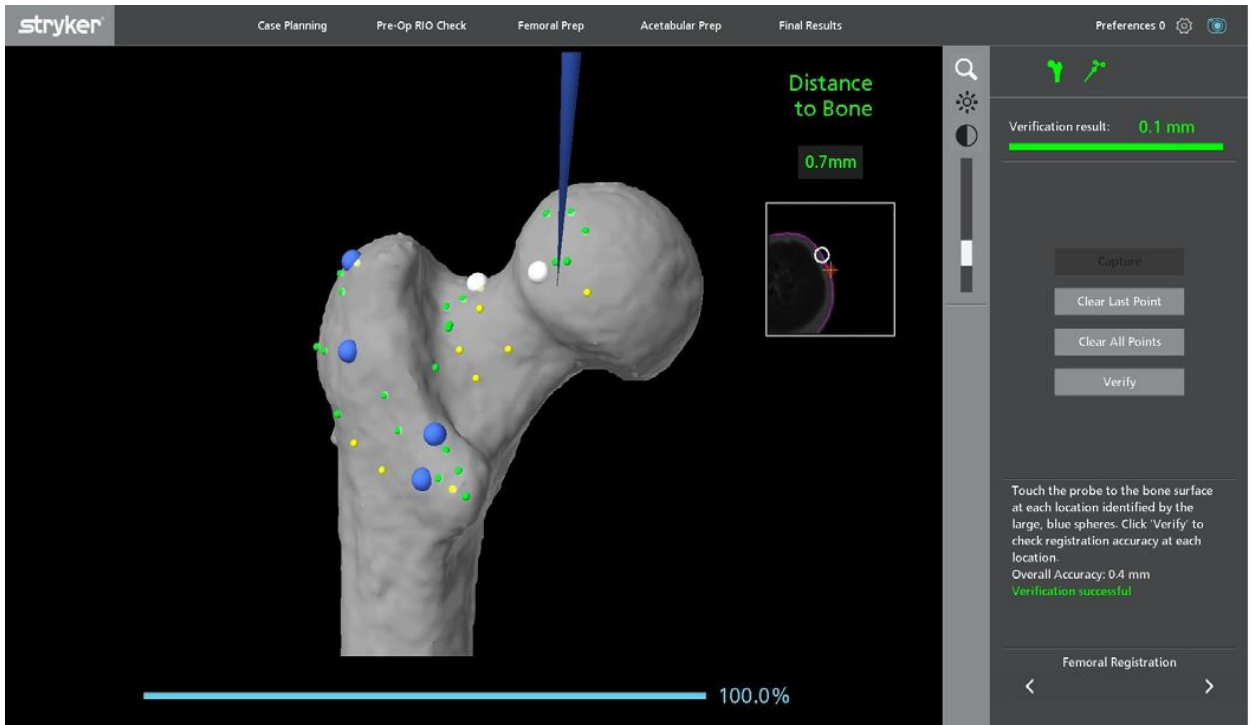 stryker
Case Planning
Pre-Op RIO Check
Femoral Prep
Acetabular Prep
Final Results
Preferences 0
Distance
to Bone
0.7mm
Verification result: 0.1 mm
Capture
Clear Last Point
Clear All Points
Verify
Touch the probe to the bone surface
at each location identified by the
large, blue spheres. Click 'Verify' to
check registration accuracy at each
location.
Overall Accuracy: 0.4 mm
Verification successful
Femoral Registration
100.0%